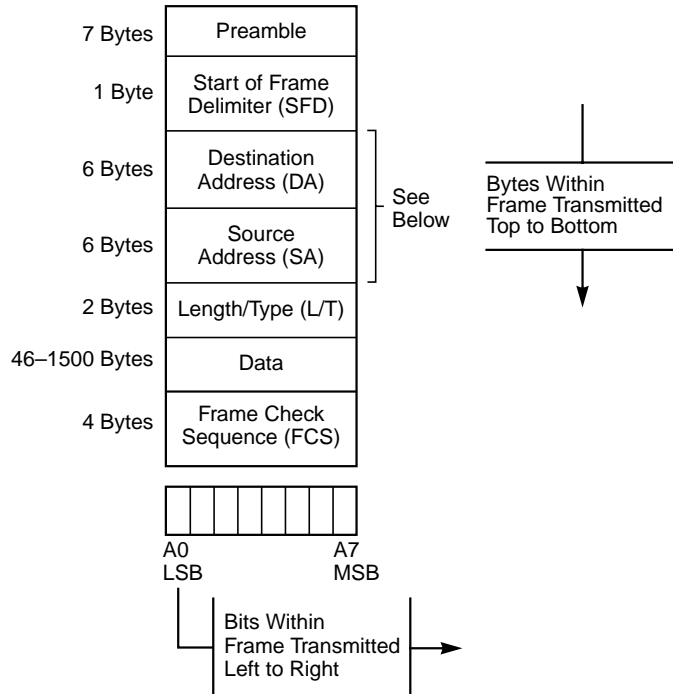 7 Bytes
Preamble
1 Byte
Start of Frame
Delimiter (SFD)
6 Bytes
Destination
Address (DA)
See
Below
Bytes Within
Frame Transmitted
Top to Bottom
6 Bytes
Source
Address (SA)
2 Bytes
Length/Type (L/T)
46–1500 Bytes
Data
4 Bytes
Frame Check
Sequence (FCS)
A0
LSB
A7
MSB
Bits Within
Frame Transmitted
Left to Right